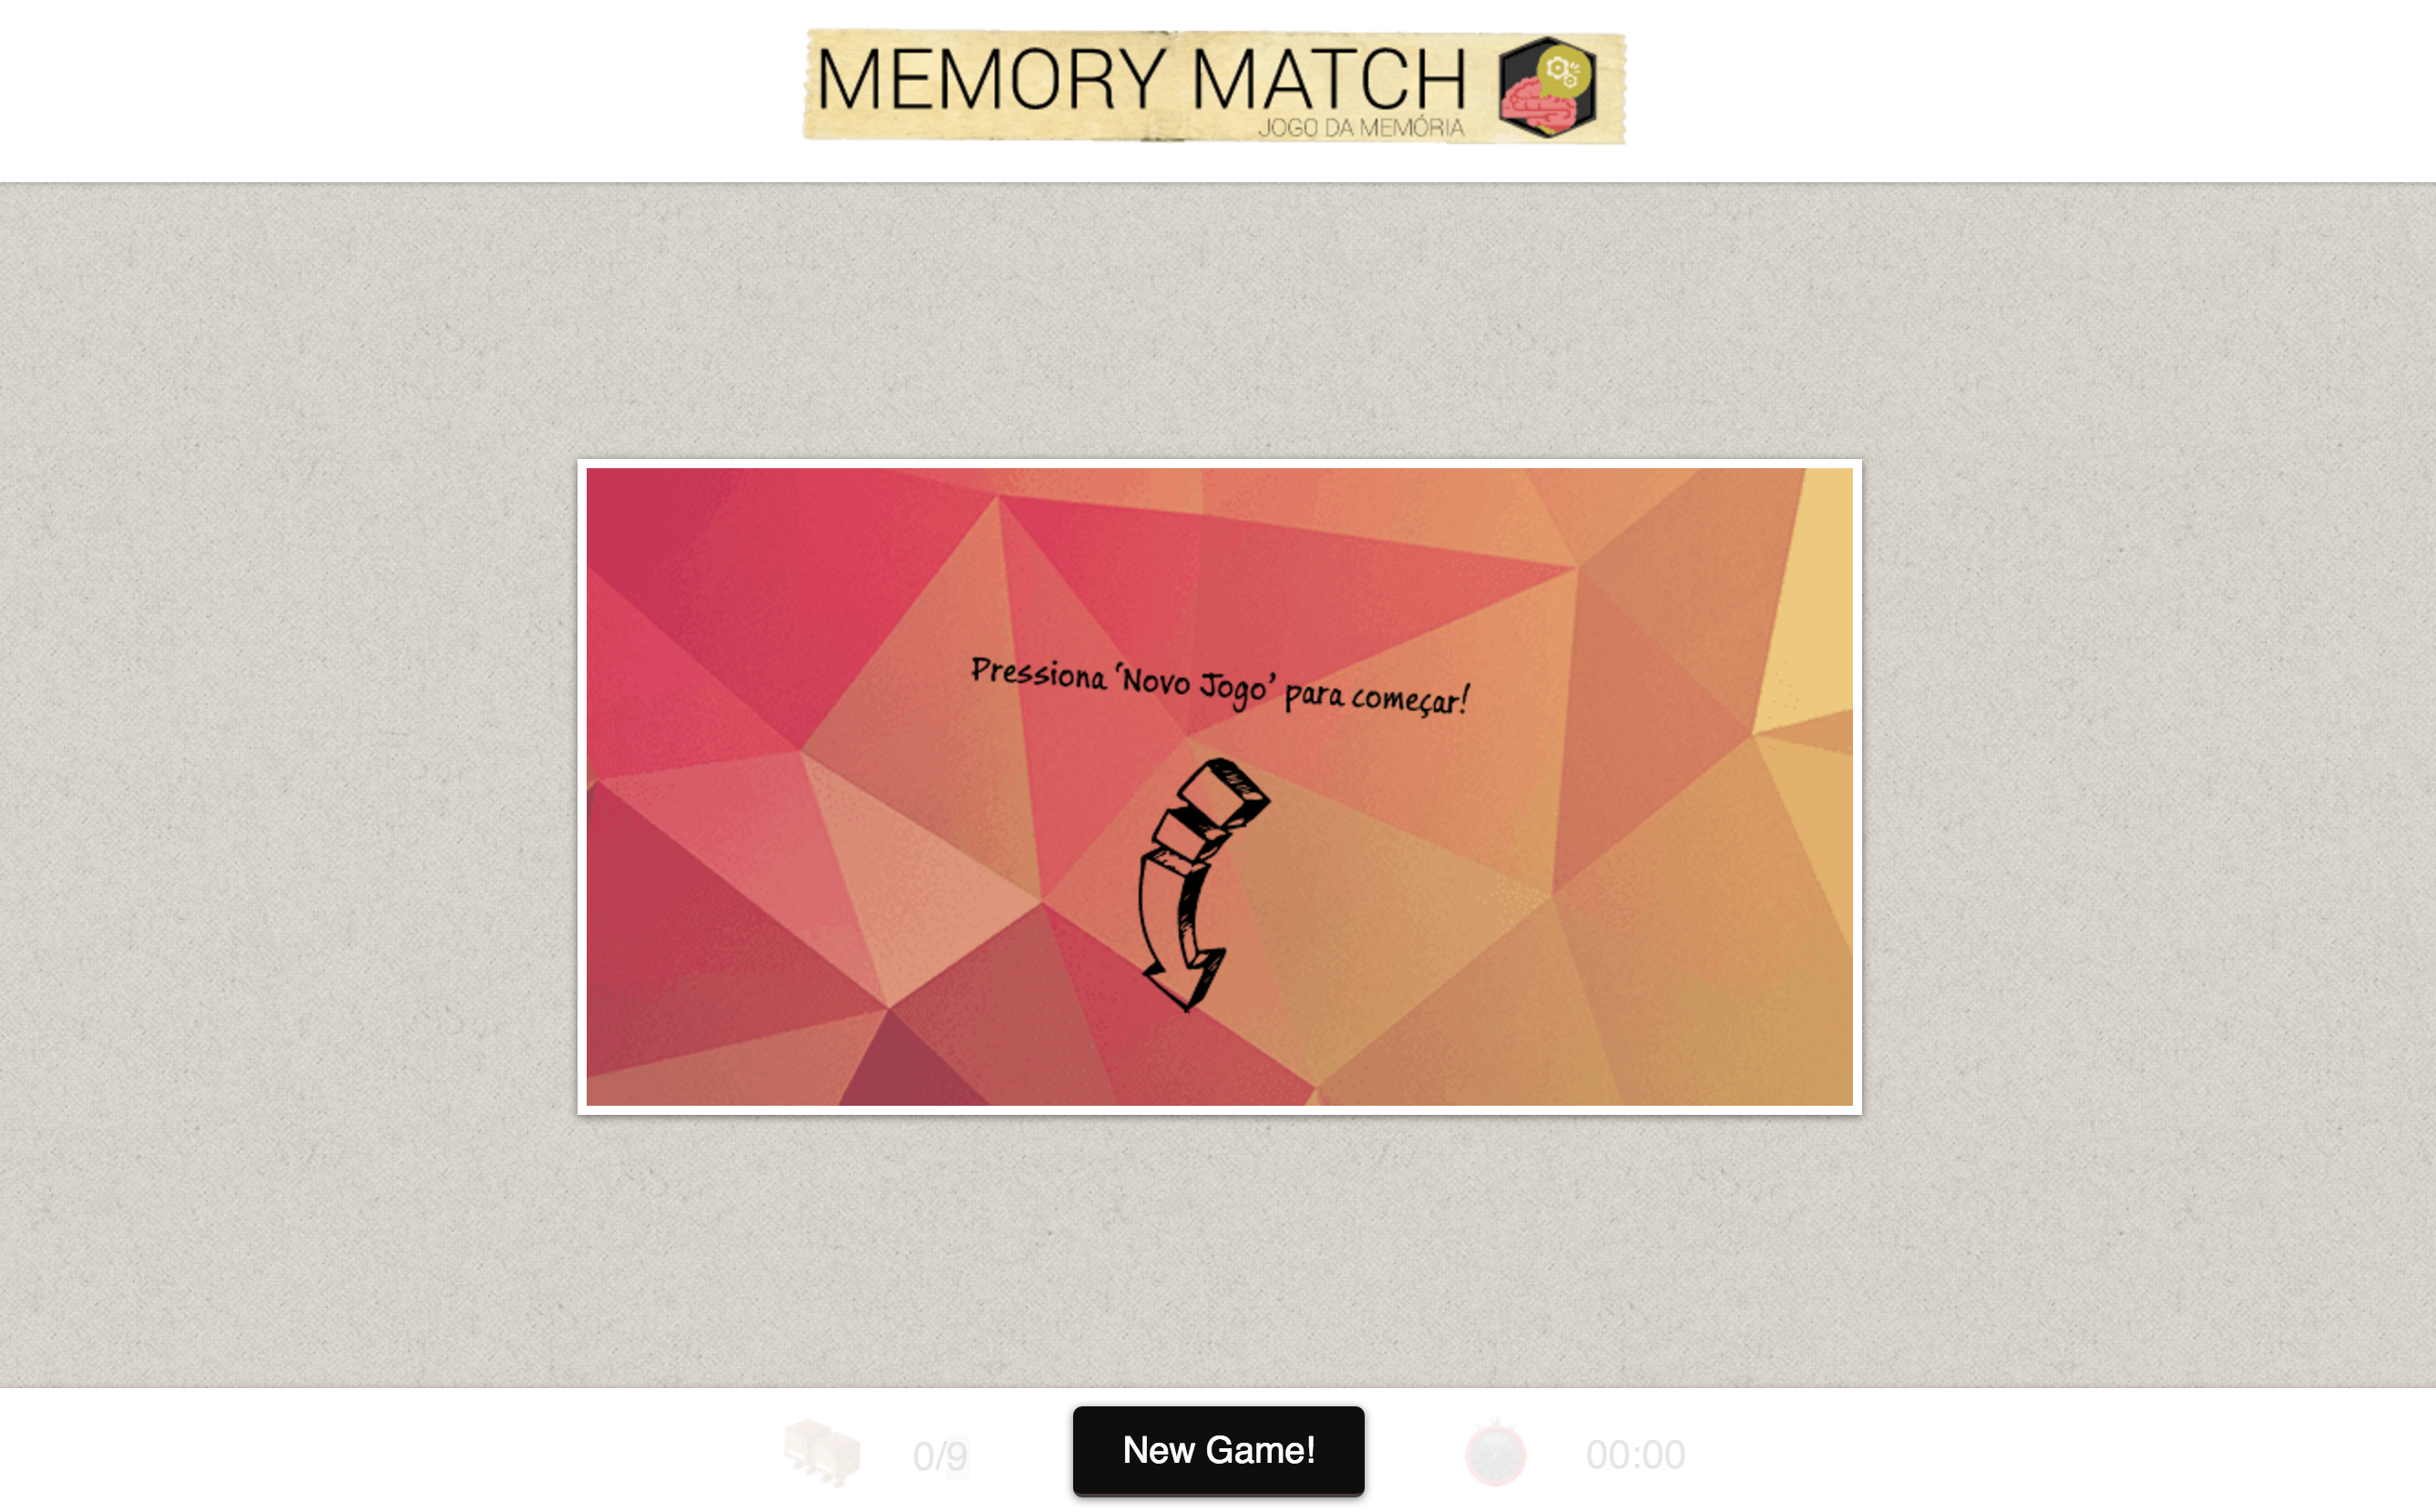 MEMORY MATCH
JOGO DA MEMÓRIA
Pressiona ‘Novo Jogo’ para começar!
0/9
New Game!
00:00